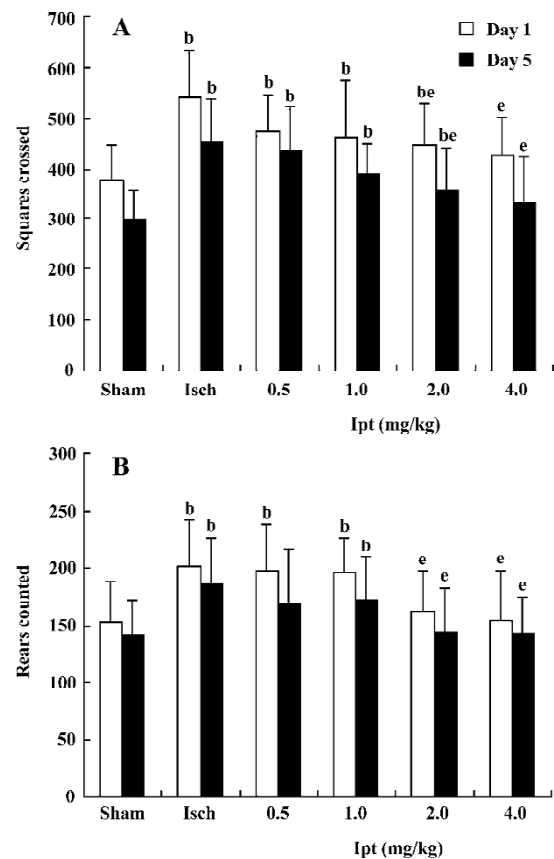 700
A
Day 1
600
b
Day 5
b
b
b
b
be
500
e
b
be
e
400
300
200
100
0
Squares crossed
Sham Isch 0.5 1.0 2.0 4.0
Ipt (mg/kg)
300
B
250
b
b
b
b
b
e
e
e
e
200
150
100
50
0
Rears counted
Sham Isch 0.5 1.0 2.0 4.0
Ipt (mg/kg)